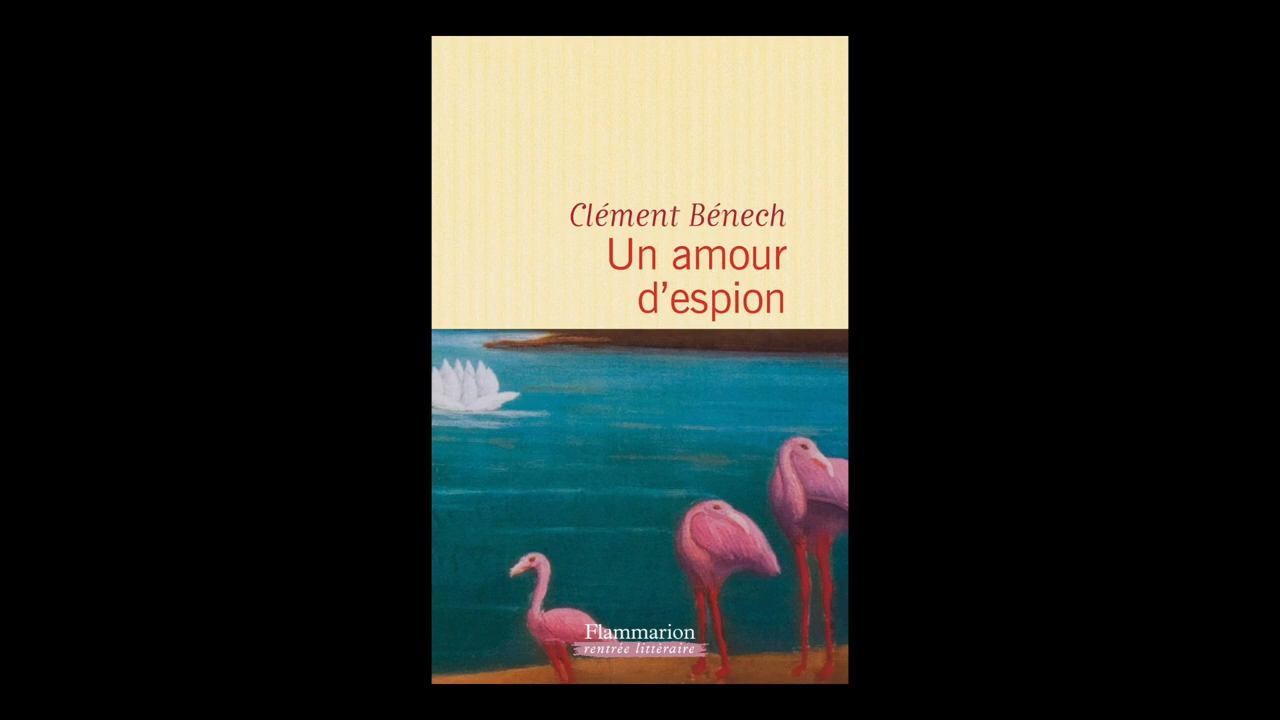 Clément Bénech
Un amour
d’espion
Flammarion
rentrée littéraire